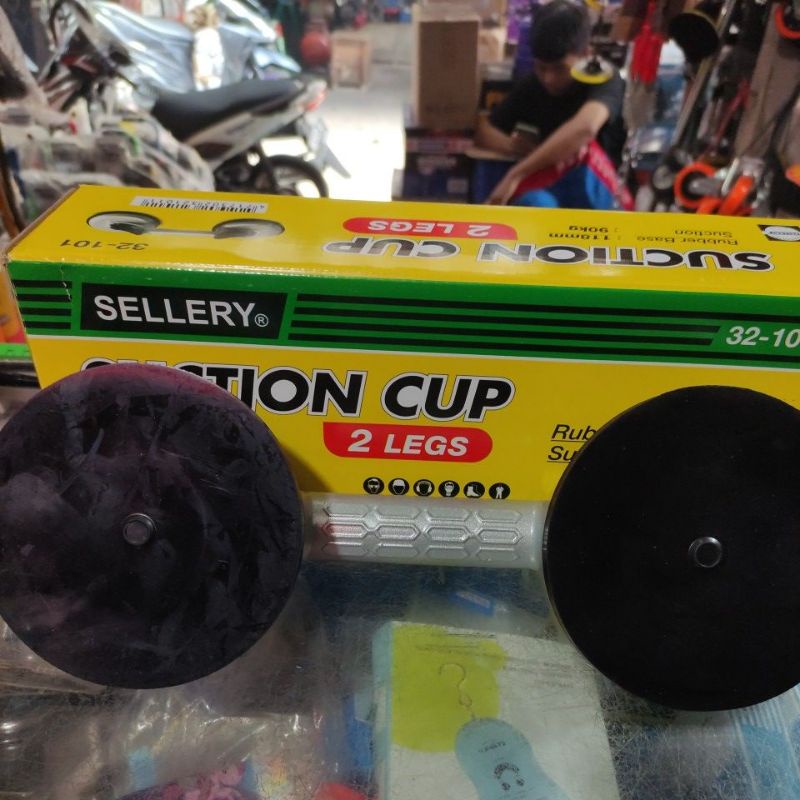 32-101
SUCTION CUP
2 LEGS
Rubber Base : 118mm
Suction : 90kg
SELLERY®
32-10
SUCTION CUP
2 LEGS
Rub
Su